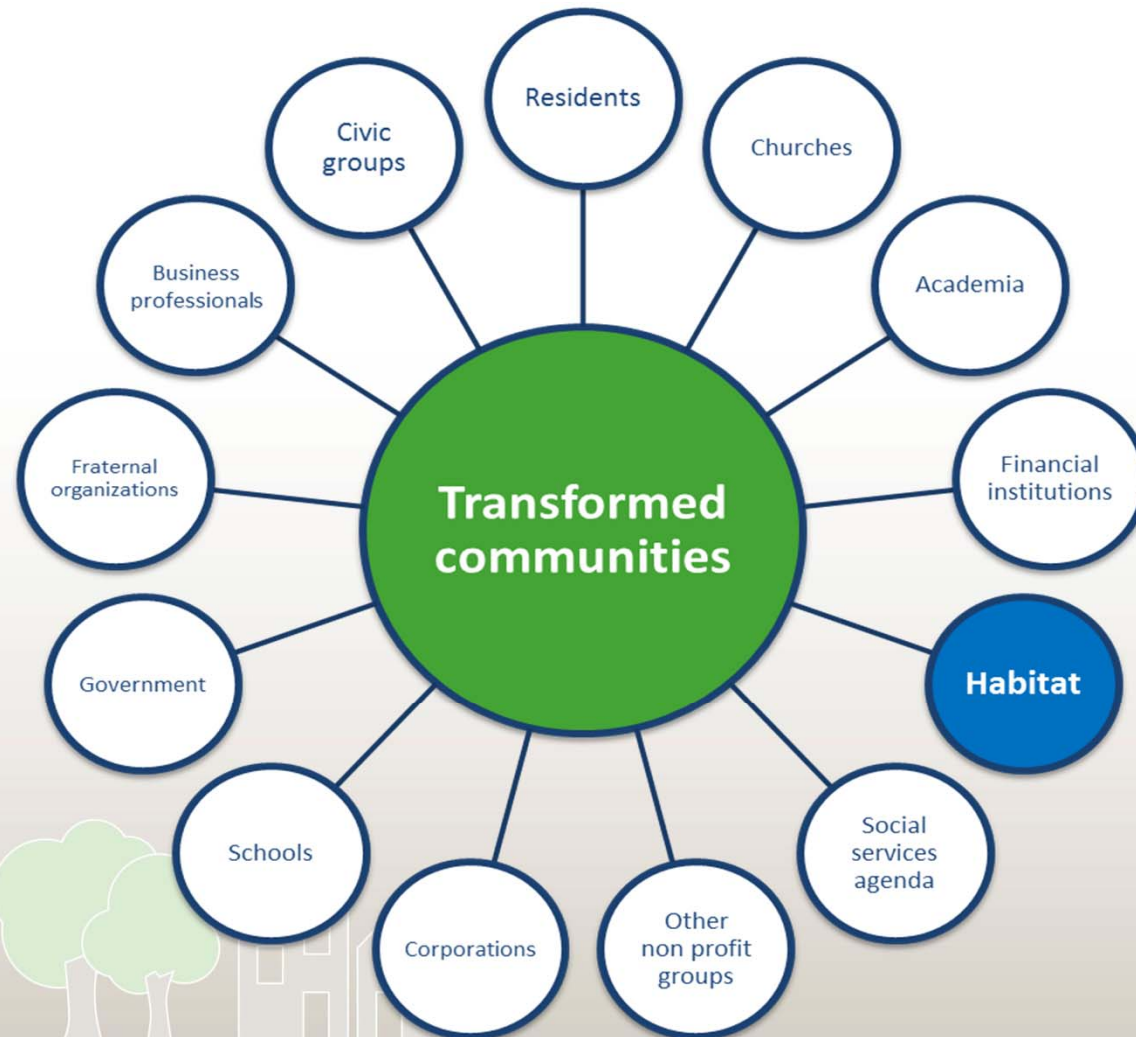 Residents
Churches
Academia
Financial
institutions
Habitat
Social
services
agenda
Other
non profit
groups
Corporations
Schools
Government
Fraternal
organizations
Business
professionals
Civic
groups
Transformed
communities